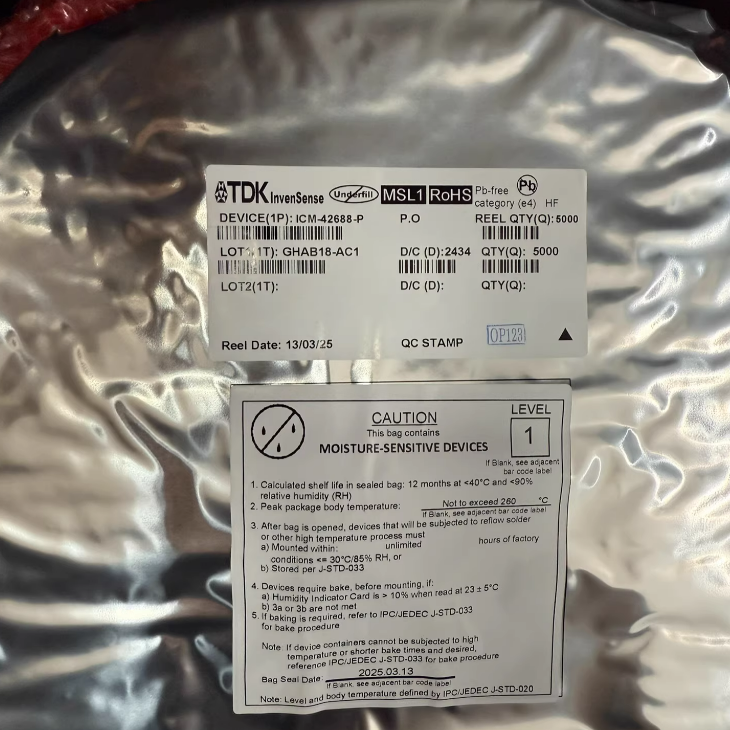 TDK InvenSense Underfill MSL1 RoHS Pb-free category (e4) HF Pb
DEVICE(1P): ICM-42688-P P.O REEL QTY(Q): 5000
LOT1(1T): GHAB18-AC1 D/C (D):2434 QTY(Q): 5000
LOT2(1T): D/C (D): QTY(Q):
Reel Date: 13/03/25 QC STAMP OP123
CAUTION
This bag contains
MOISTURE-SENSITIVE DEVICES
LEVEL
1
If Blank, see adjacent
bar code label
1. Calculated shelf life in sealed bag: 12 months at <40°C and <90%
relative humidity (RH)
2. Peak package body temperature: Not to exceed 260 °C
If Blank, see adjacent bar code label
3. After bag is opened, devices that will be subjected to reflow solder
or other high temperature process must
a) Mounted within: unlimited hours of factory
conditions <= 30°C/85% RH, or
b) Stored per J-STD-033
4. Devices require bake, before mounting, if:
a) Humidity Indicator Card is > 10% when read at 23 ± 5°C
b) 3a or 3b are not met
5. If baking is required, refer to IPC/JEDEC J-STD-033
for bake procedure
Note: If device containers cannot be subjected to high
temperature or shorter bake times and desired,
reference IPC/JEDEC J-STD-033 for bake procedure
Bag Seal Date: 2025.03.13
If Blank, see adjacent bar code label
Note: Level and body temperature defined by IPC/JEDEC J-STD-020